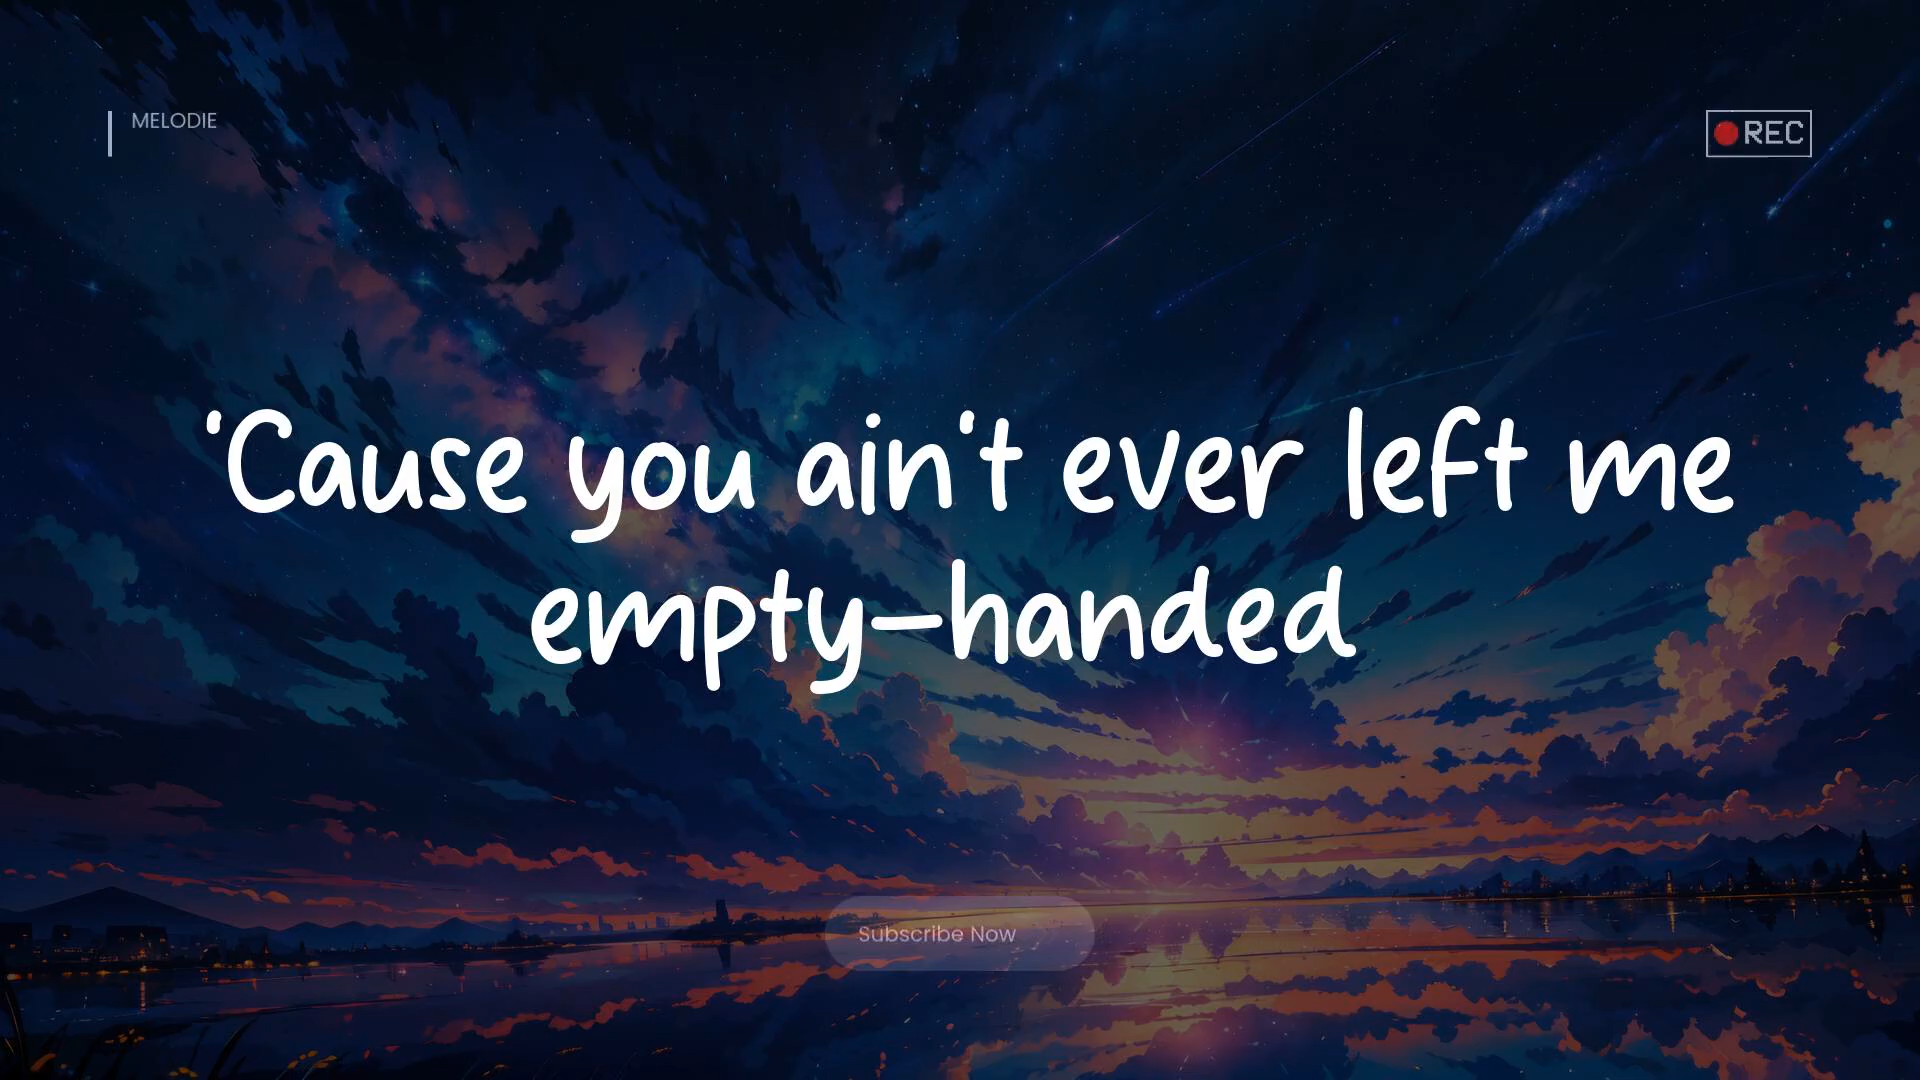 MELODIE
REC
'Cause you ain't ever left me
empty-handed
Subscribe Now